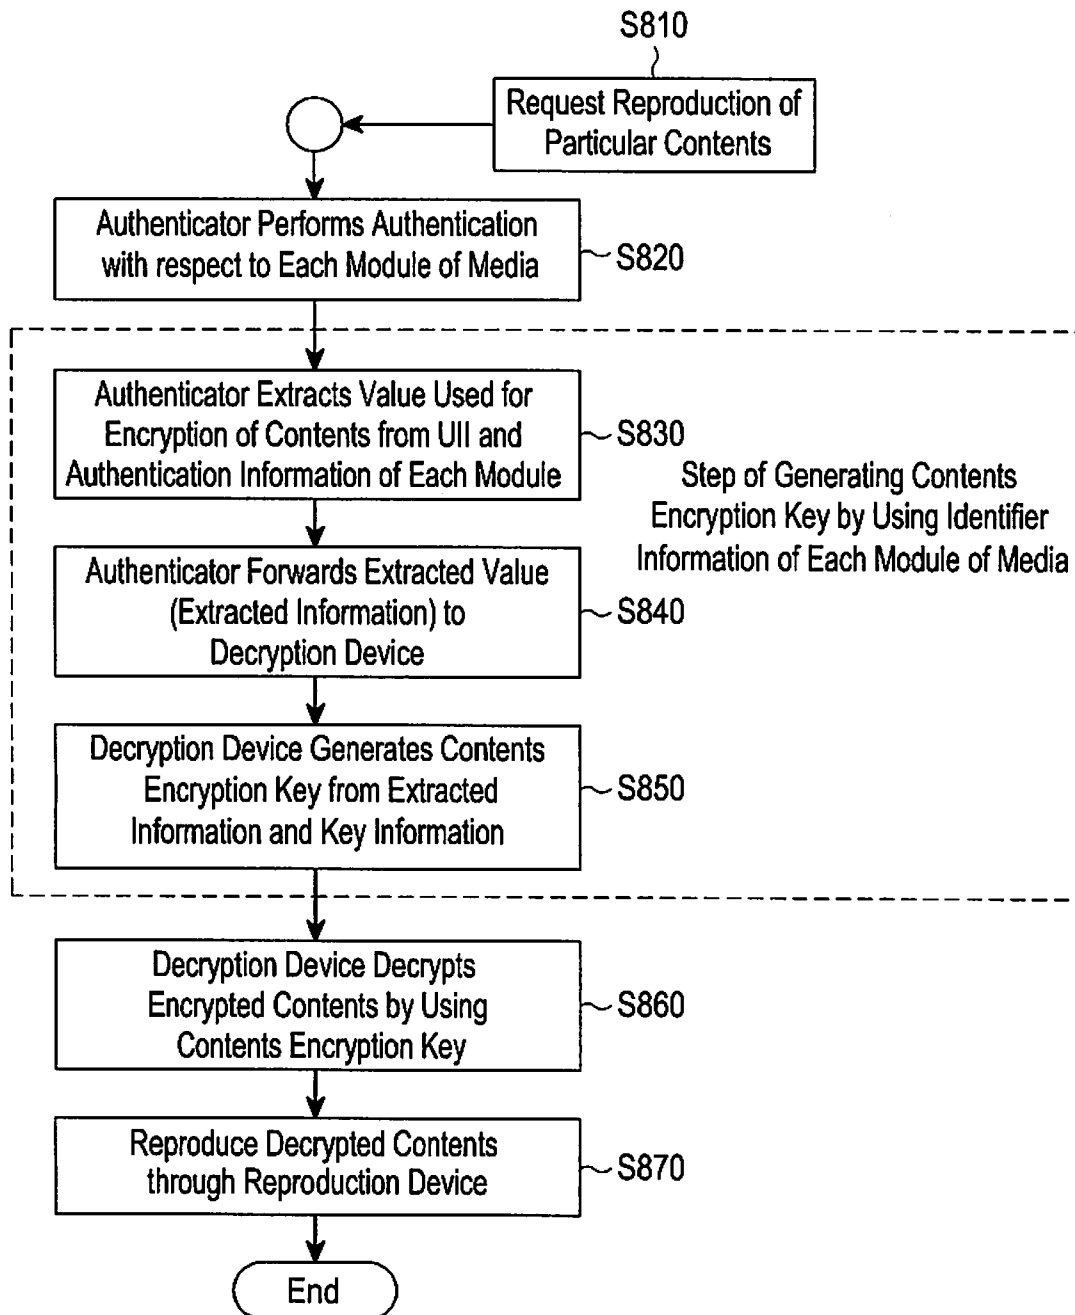 S810
Request Reproduction of
Particular Contents
Authenticator Performs Authentication
with respect to Each Module of Media
S820
Authenticator Extracts Value Used for
Encryption of Contents from UII and
Authentication Information of Each Module
S830
Step of Generating Contents
Encryption Key by Using Identifier
Information of Each Module of Media
Authenticator Forwards Extracted Value
(Extracted Information) to
Decryption Device
S840
Decryption Device Generates Contents
Encryption Key from Extracted
Information and Key Information
S850
Decryption Device Decrypts
Encrypted Contents by Using
Contents Encryption Key
S860
Reproduce Decrypted Contents
through Reproduction Device
S870
End